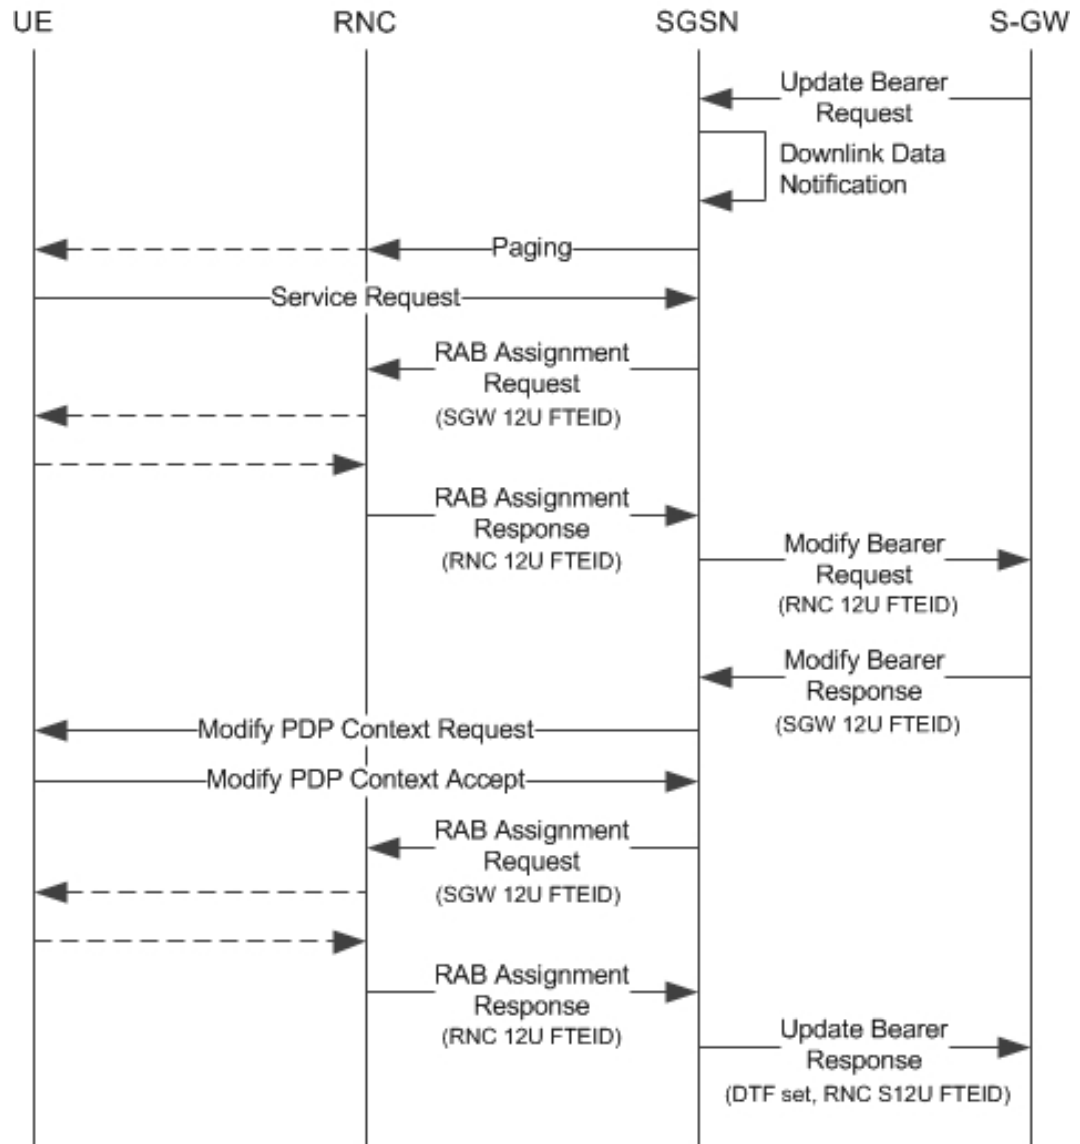 UE RNC SGSN S-GW
Update Bearer
Request
Downlink Data
Notification
Paging
Service Request
RAB Assignment
Request
(SGW 12U FTEID)
RAB Assignment
Response
(RNC 12U FTEID)
Modify Bearer
Request
(RNC 12U FTEID)
Modify Bearer
Response
(SGW 12U FTEID)
Modify PDP Context Request
Modify PDP Context Accept
RAB Assignment
Request
(SGW 12U FTEID)
RAB Assignment
Response
(RNC 12U FTEID)
Update Bearer
Response
(DTF set, RNC S12U FTEID)